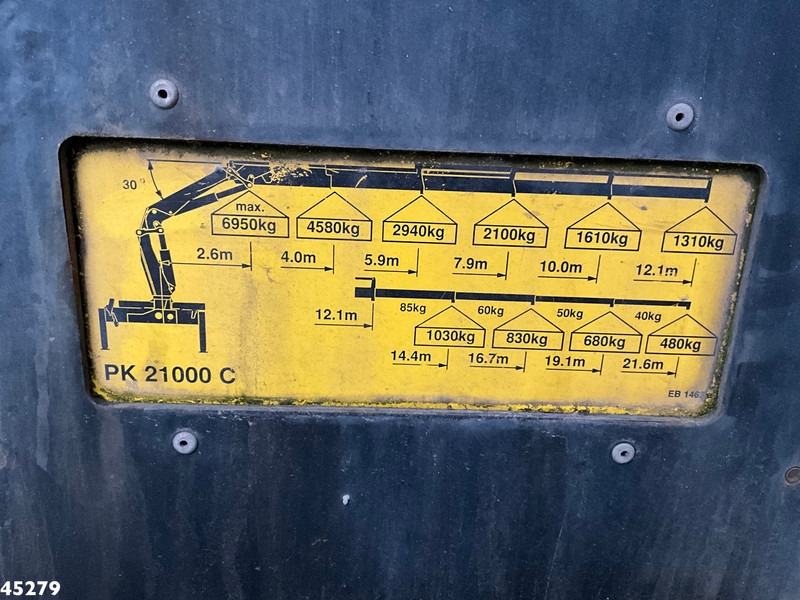 30°
max.
6950kg 4580kg 2940kg 2100kg 1610kg 1310kg
2.6m 4.0m 5.9m 7.9m 10.0m 12.1m
85kg 60kg 50kg 40kg
12.1m
1030kg 830kg 680kg 480kg
14.4m 16.7m 19.1m 21.6m
PK 21000 C
EB
45279